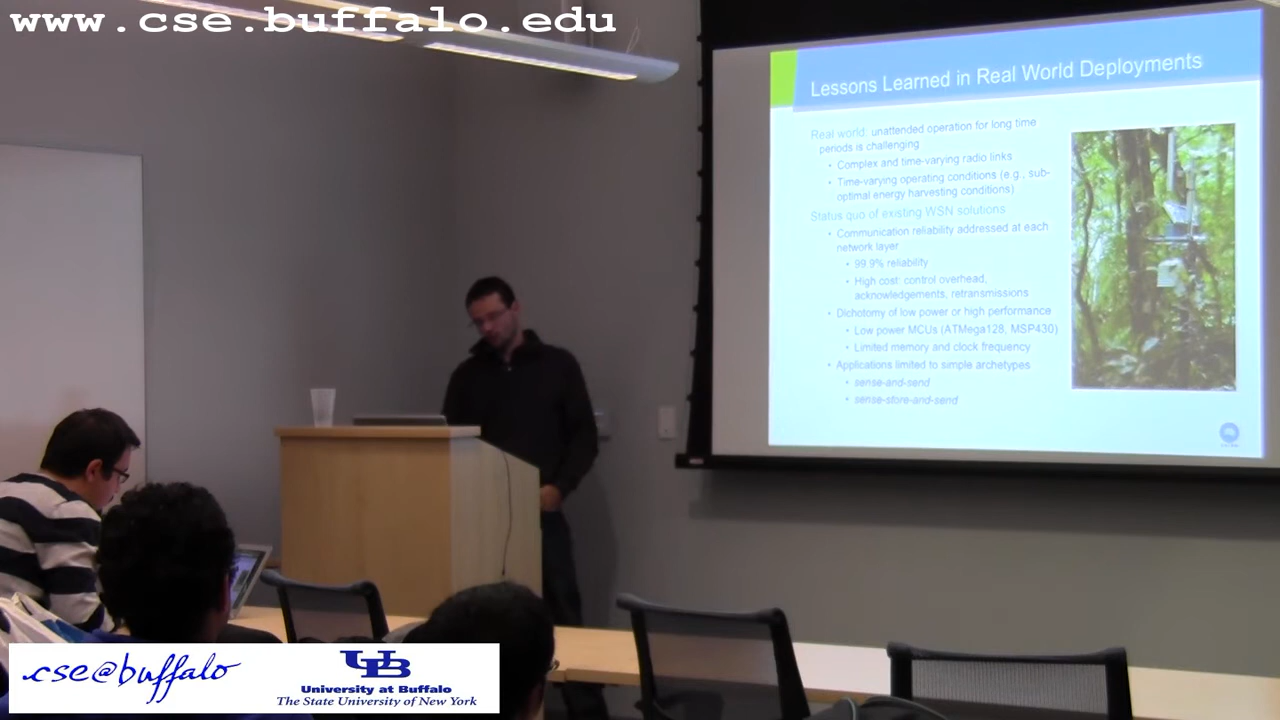 www.cse.buffalo.edu
Lessons Learned in Real World Deployments
Real world: unattended operation for long time
periods is challenging
• Complex and time-varying radio links
• Time-varying operating conditions (e.g., sub-
optimal energy harvesting conditions)
Status quo of existing WSN solutions
• Communication reliability addressed at each
network layer
• 99.9% reliability
• High cost: control overhead,
acknowledgements, retransmissions
• Dichotomy of low power or high performance
• Low power MCUs (ATMega128, MSP430)
• Limited memory and clock frequency
• Applications limited to simple archetypes
• sense-and-send
• sense-store-and-send
.cse@buffalo
UB
University at Buffalo
The State University of New York